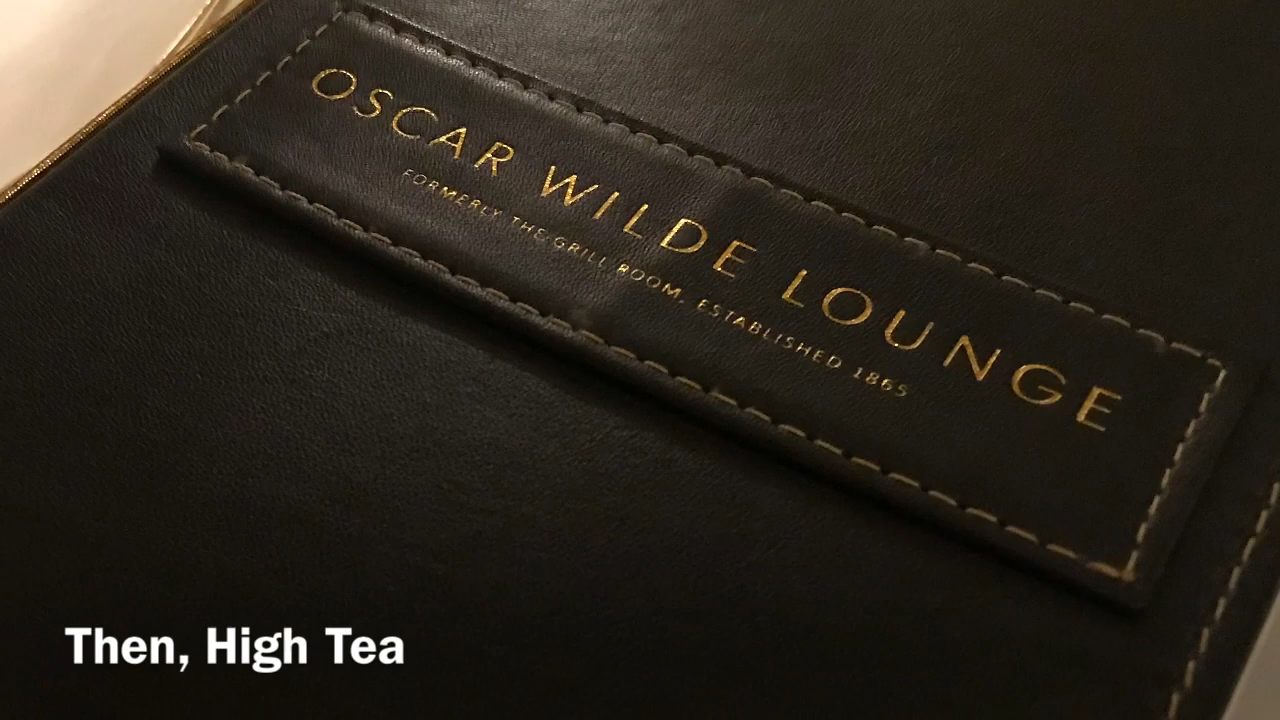 OSCAR WILDE LOUNGE
FORMERLY THE GRILL ROOM, ESTABLISHED 1865
Then, High Tea